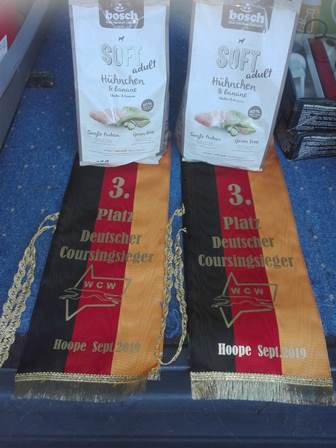 bosch
SOFT
adult
Hühnchen
& Banane
Single Protein
Grain Free
bosch
SOFT
adult
Hühnchen
& Banane
Single Protein
Grain Free
3.
Platz
Deutscher
Coursingsieger
WCW
Hoope Sept.2019
3.
Platz
Deutscher
Coursingsieger
WCW
Hoope Sept.2019